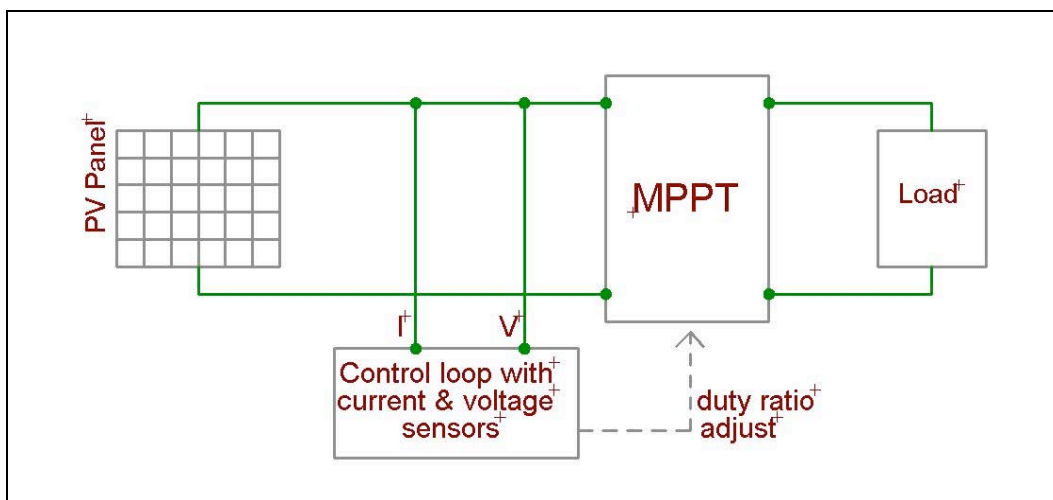 PV Panel
MPPT
Load
I
V
Control loop with
current & voltage
sensors
duty ratio
adjust